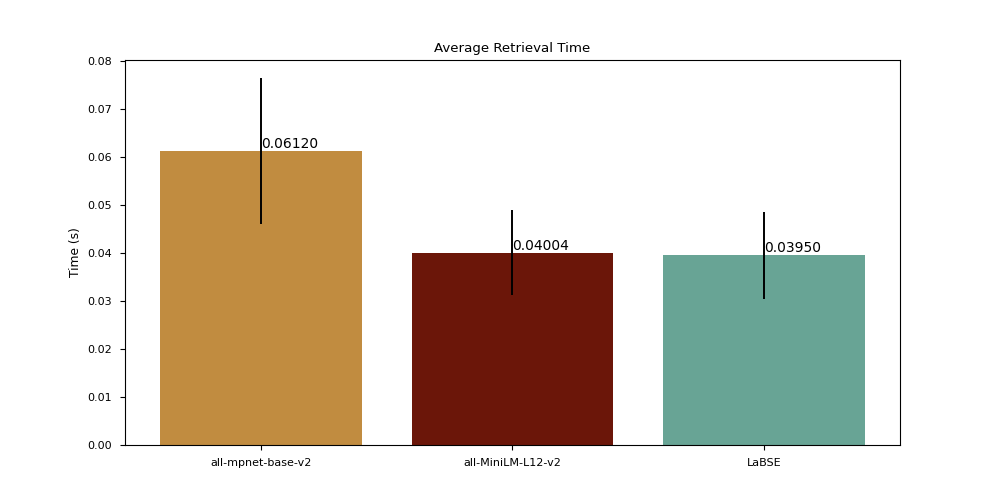 Average Retrieval Time
Time (s)
0.08
0.07
0.06
0.05
0.04
0.03
0.02
0.01
0.00
0.06120
0.04004
0.03950
all-mpnet-base-v2
all-MiniLM-L12-v2
LaBSE